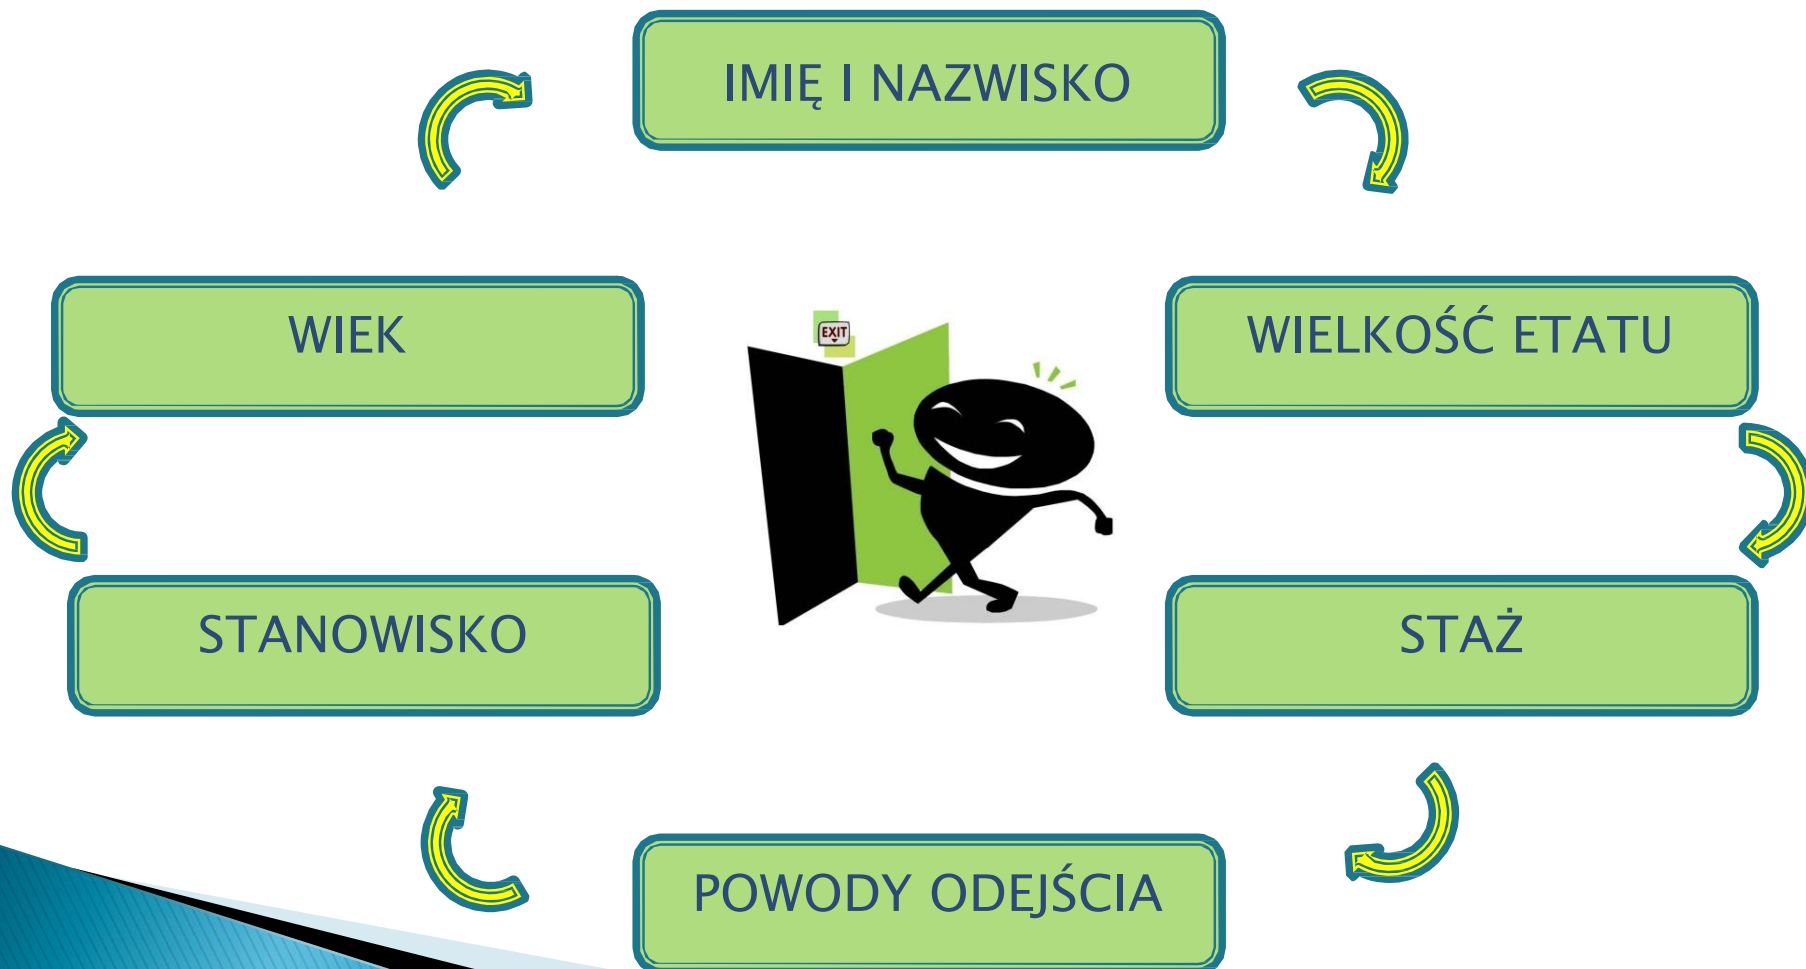 IMIĘ I NAZWISKO
WIEK
EXIT
WIELKOŚĆ ETATU
STANOWISKO
STAŻ
POWODY ODEJŚCIA